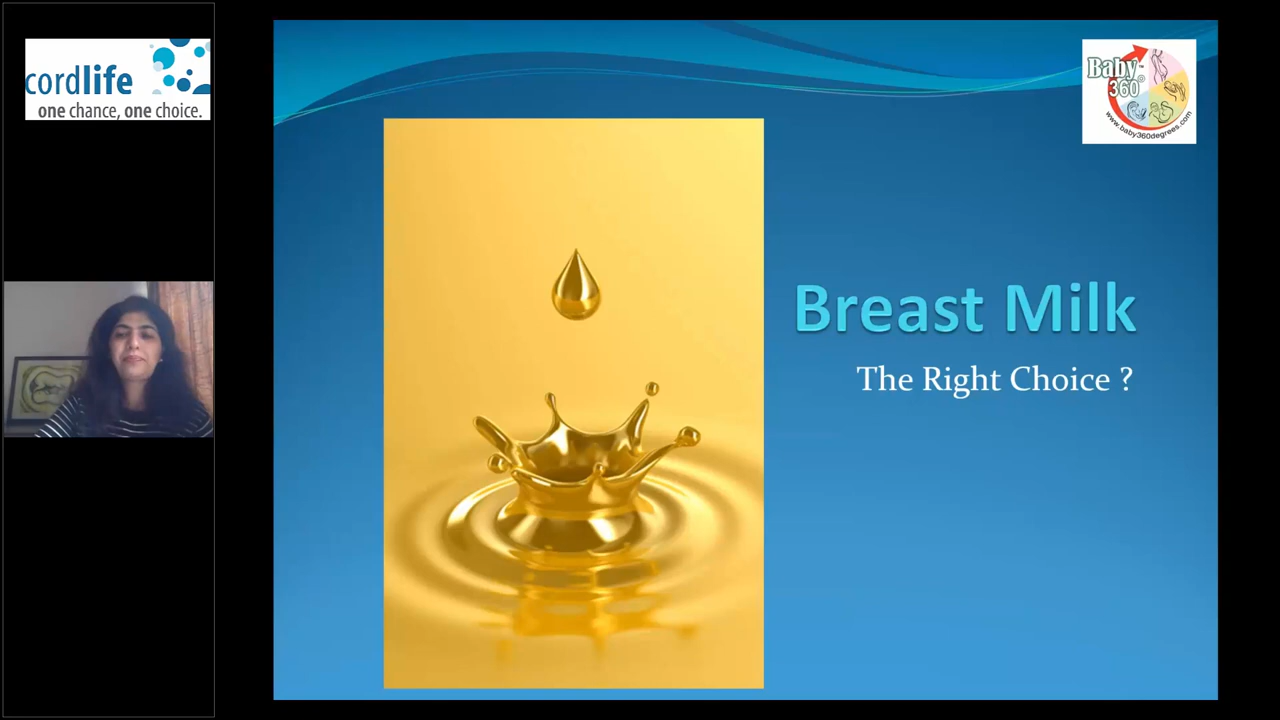 cordlife
one chance, one choice.
Baby
360°
www.baby360degrees.com
Breast Milk
The Right Choice ?